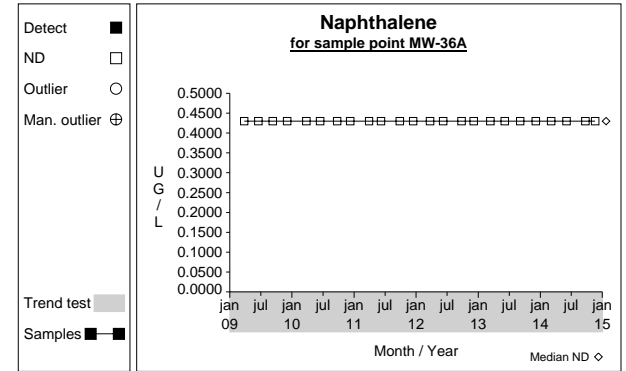 Detect
ND
Outlier
Man. outlier
Trend test
Samples
Naphthalene
for sample point MW-36A
0.5000
0.4500
0.4000
0.3500
0.3000
0.2500
0.2000
0.1500
0.1000
0.0500
0.0000
U
G
/
L
jan jul jan jul jan jul jan jul jan jul jan jul jan
09 10 11 12 13 14 15
Month / Year
Median ND